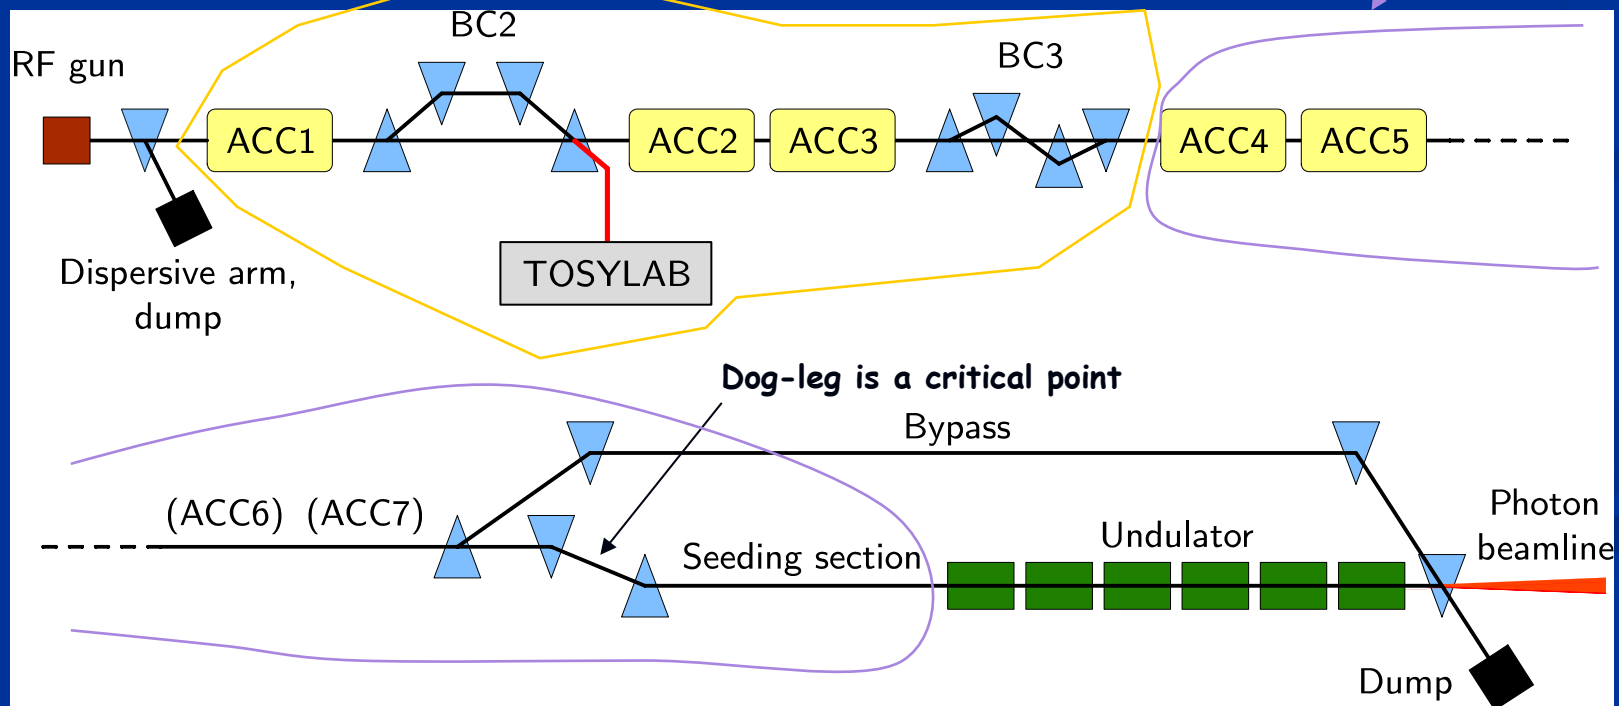 BC2
RF gun
BC3
ACC1
ACC2
ACC3
ACC4
ACC5
Dispersive arm,
dump
TOSYLAB
Dog-leg is a critical point
Bypass
(ACC6) (ACC7)
Seeding section
Undulator
Photon
beamline
Dump